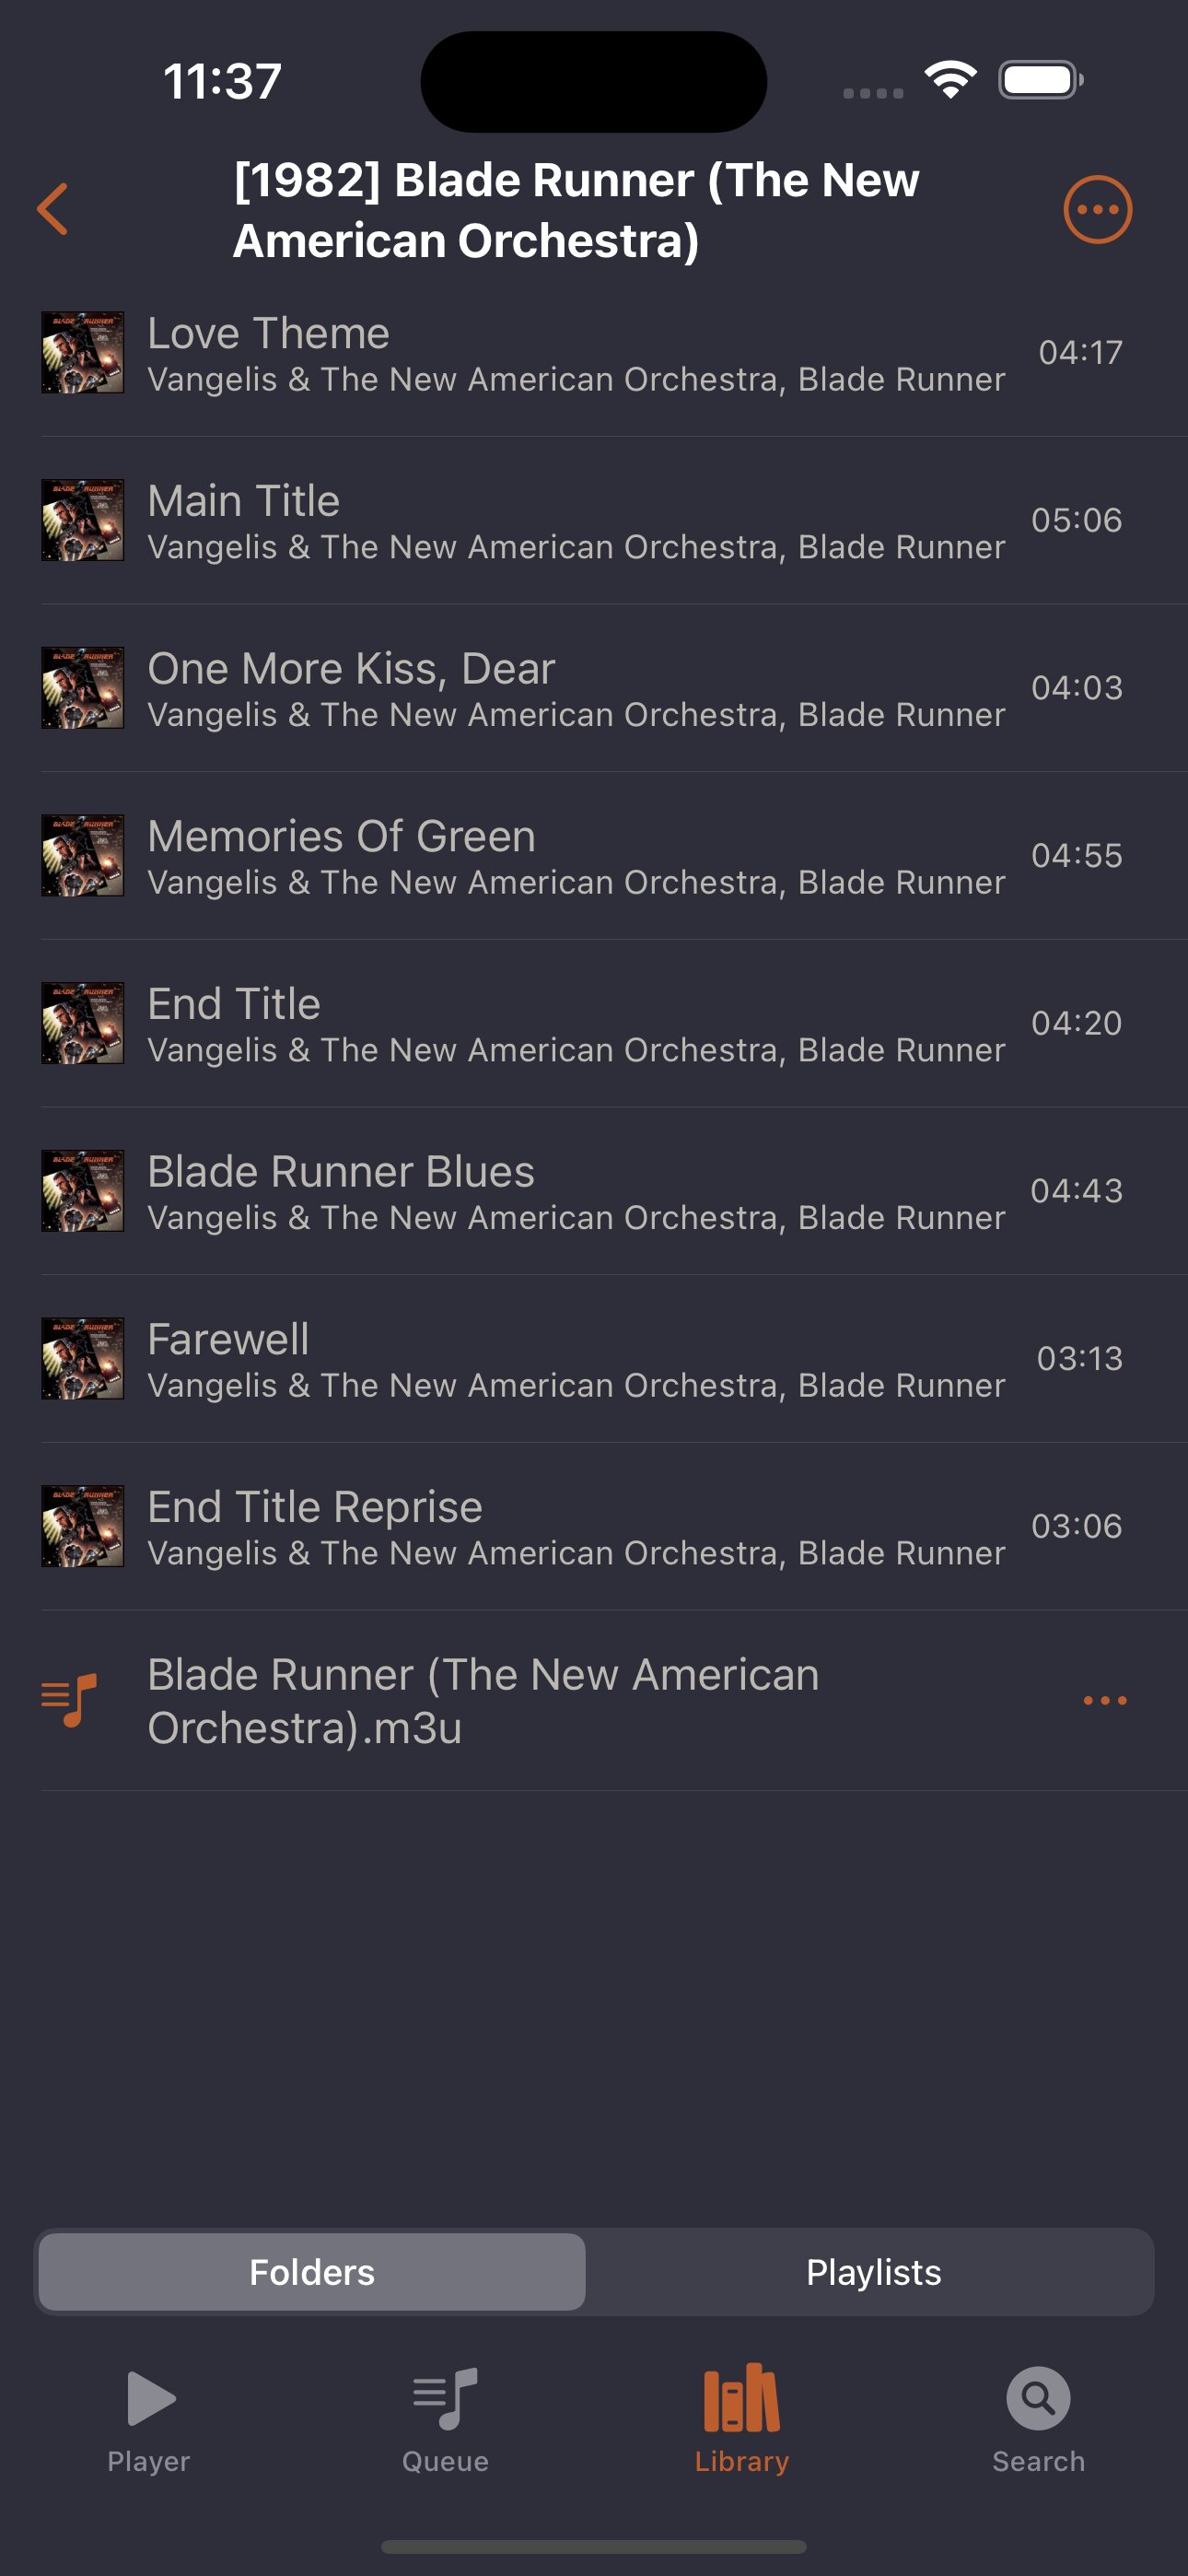 11:37
[1982] Blade Runner (The New
American Orchestra)
Love Theme
Vangelis & The New American Orchestra, Blade Runner
04:17
Main Title
Vangelis & The New American Orchestra, Blade Runner
05:06
One More Kiss, Dear
Vangelis & The New American Orchestra, Blade Runner
04:03
Memories Of Green
Vangelis & The New American Orchestra, Blade Runner
04:55
End Title
Vangelis & The New American Orchestra, Blade Runner
04:20
Blade Runner Blues
Vangelis & The New American Orchestra, Blade Runner
04:43
Farewell
Vangelis & The New American Orchestra, Blade Runner
03:13
End Title Reprise
Vangelis & The New American Orchestra, Blade Runner
03:06
Blade Runner (The New American
Orchestra).m3u
Folders
Playlists
Player
Queue
Library
Search